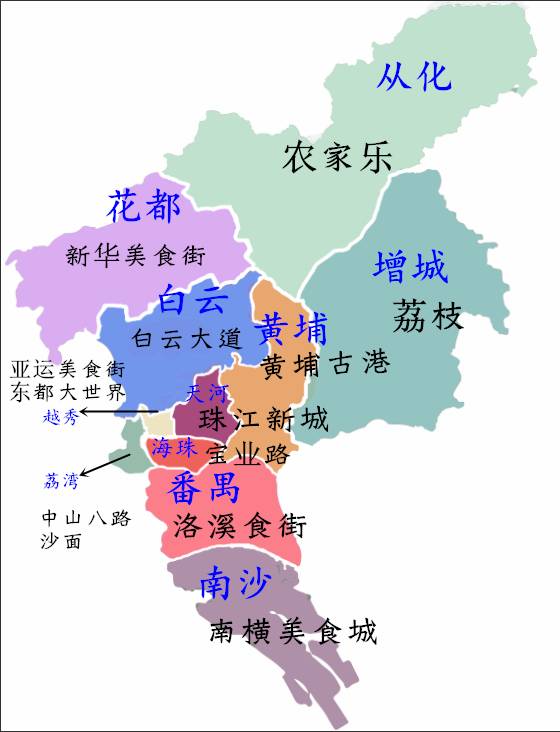 从化
农家乐
花都
新华美食街
增城
荔枝
白云
白云大道
黄埔
黄埔古港
亚运美食街
东都大世界
越秀
天河
珠江新城
海珠
宝业路
荔湾
中山八路
沙面
番禺
洛溪食街
南沙
南横美食城